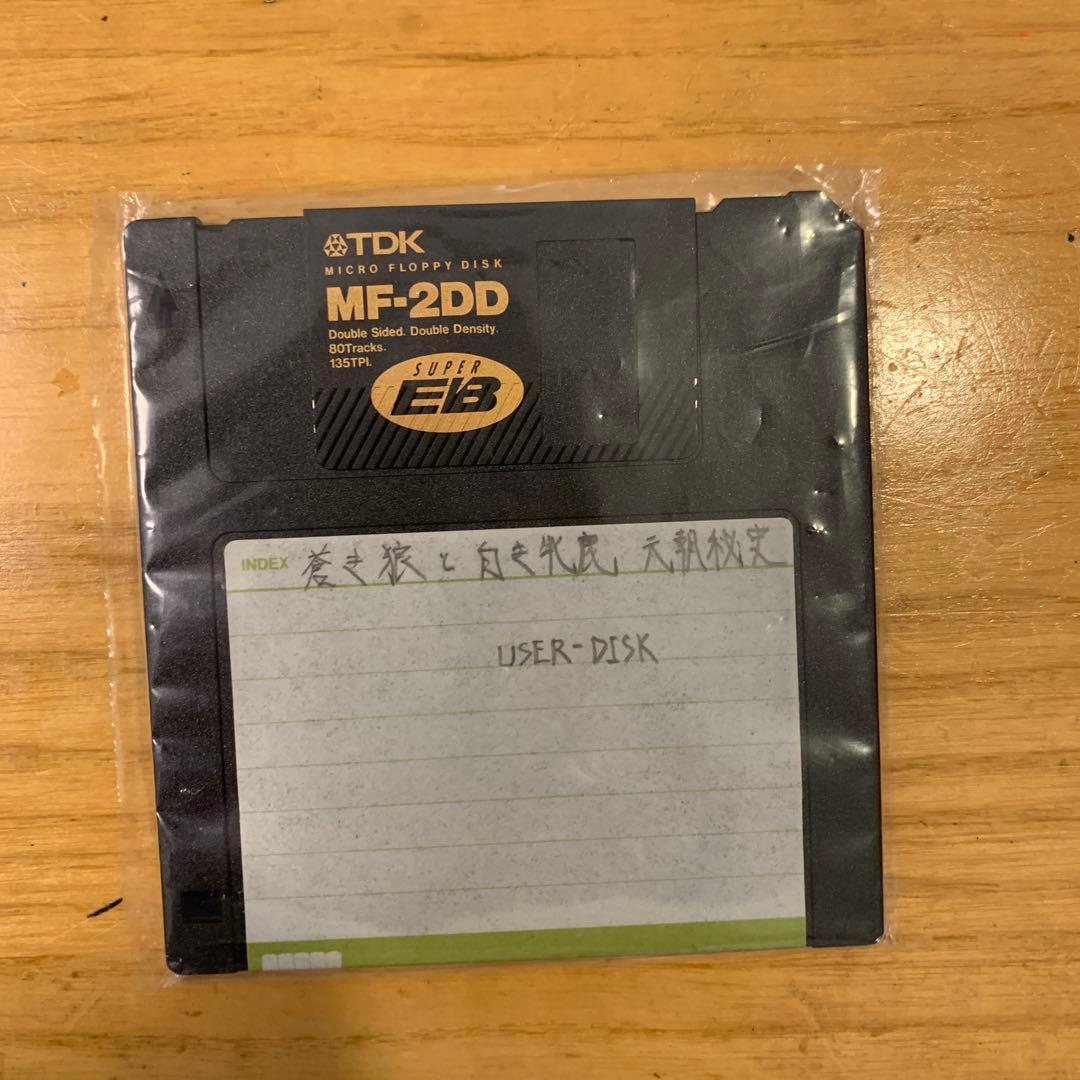 TDK
MICRO FLOPPY DISK
MF-2DD
Double Sided. Double Density.
80Tracks.
135TPI.
SUPER
EB
INDEX 蒼き狼と白き牝鹿 元朝秘史
USER-DISK